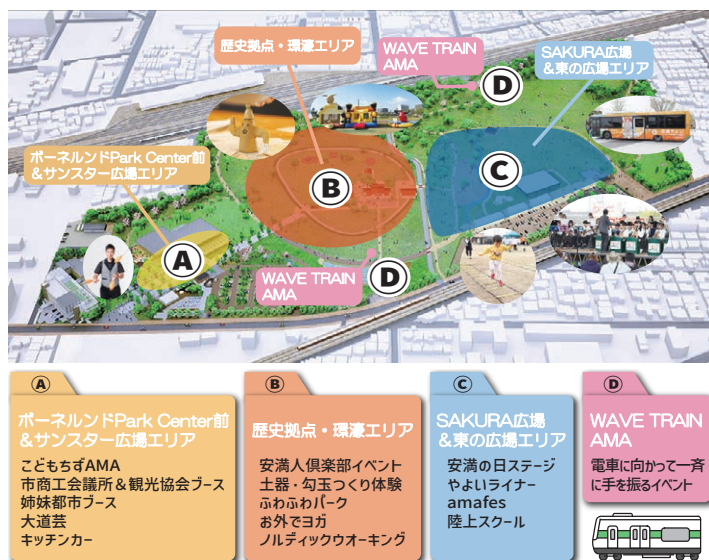 歴史拠点・環濠エリア
WAVE TRAIN
AMA
SAKURA広場
&東の広場エリア
D
ボーネルンドPark Center前
&サンスター広場エリア
B
C
A
WAVE TRAIN
AMA
D
A
ボーネルンドPark Center前
&サンスター広場エリア
こどもちずAMA
市商工会議所&観光協会ブース
姉妹都市ブース
大道芸
キッチンカー
B
歴史拠点・環濠エリア
安満人倶楽部イベント
土器・勾玉つくり体験
ふわふわパーク
お外でヨガ
ノルディックウオーキング
C
SAKURA広場
&東の広場エリア
安満の日ステージ
やよいライナー
amafes
陸上スクール
D
WAVE TRAIN
AMA
電車に向かって一斉
に手を振るイベント